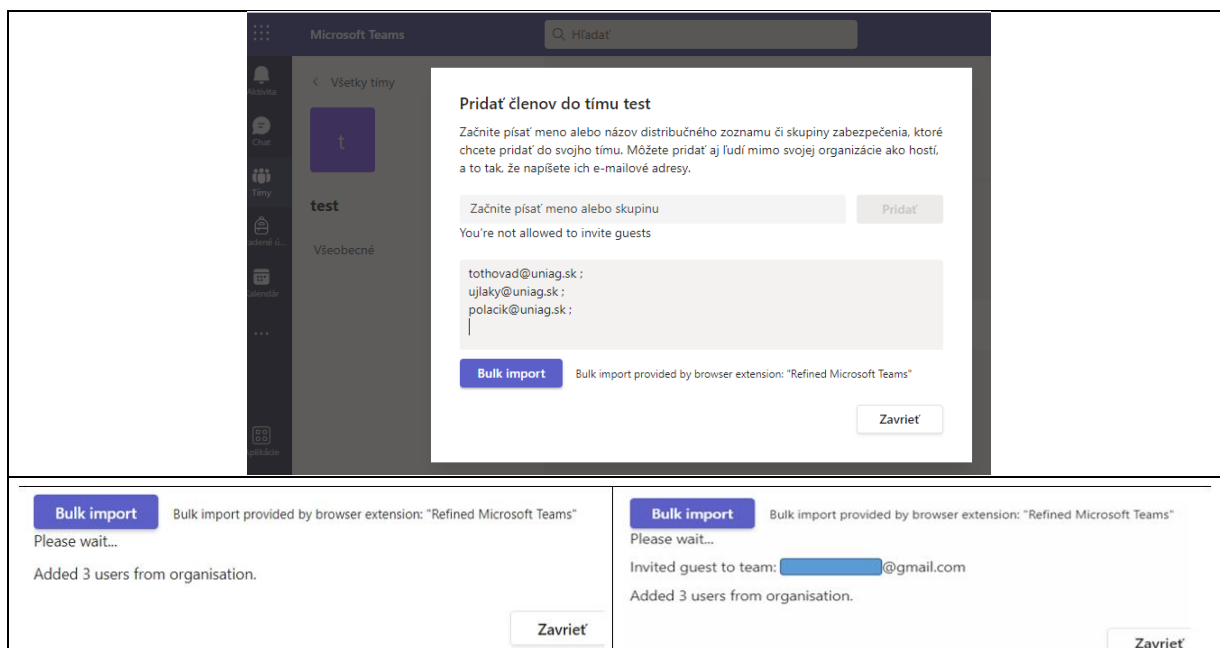 Microsoft Teams
Hľadať
Aktivita
Chat
Tímy
Kalendár
Aplikácie
Všetky tímy
t
test
Všeobecné
Pridať členov do tímu test
Začnite písať meno alebo názov distribučného zoznamu či skupiny zabezpečenia, ktoré
chcete pridať do svojho tímu. Môžete pridať aj ľudí mimo svojej organizácie ako hostí,
a to tak, že napíšete ich e-mailové adresy.
Začnite písať meno alebo skupinu
Pridať
You're not allowed to invite guests
tothovad@uniag.sk ;
ujlaky@uniag.sk ;
polacik@uniag.sk ;
Bulk import
Bulk import provided by browser extension: "Refined Microsoft Teams"
Zavrieť
Bulk import
Bulk import provided by browser extension: "Refined Microsoft Teams"
Please wait...
Added 3 users from organisation.
Zavrieť
Bulk import
Bulk import provided by browser extension: "Refined Microsoft Teams"
Please wait...
Invited guest to team: @gmail.com
Added 3 users from organisation.
Zavrieť